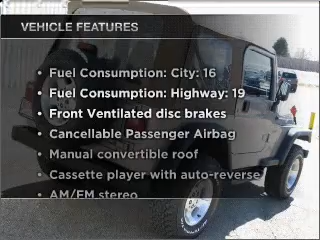 VEHICLE FEATURES
• Fuel Consumption: City: 16
• Fuel Consumption: Highway: 19
• Front Ventilated disc brakes
• Cancellable Passenger Airbag
• Manual convertible roof
• Cassette player with auto-reverse
• AM/FM stereo